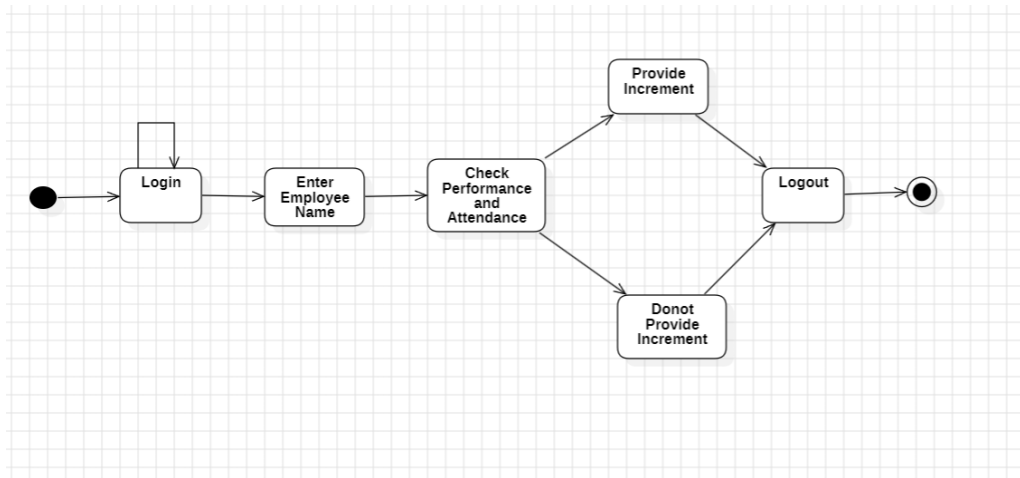 Provide
Increment
Login
Enter
Employee
Name
Check
Performance
and
Attendance
Logout
Donot
Provide
Increment